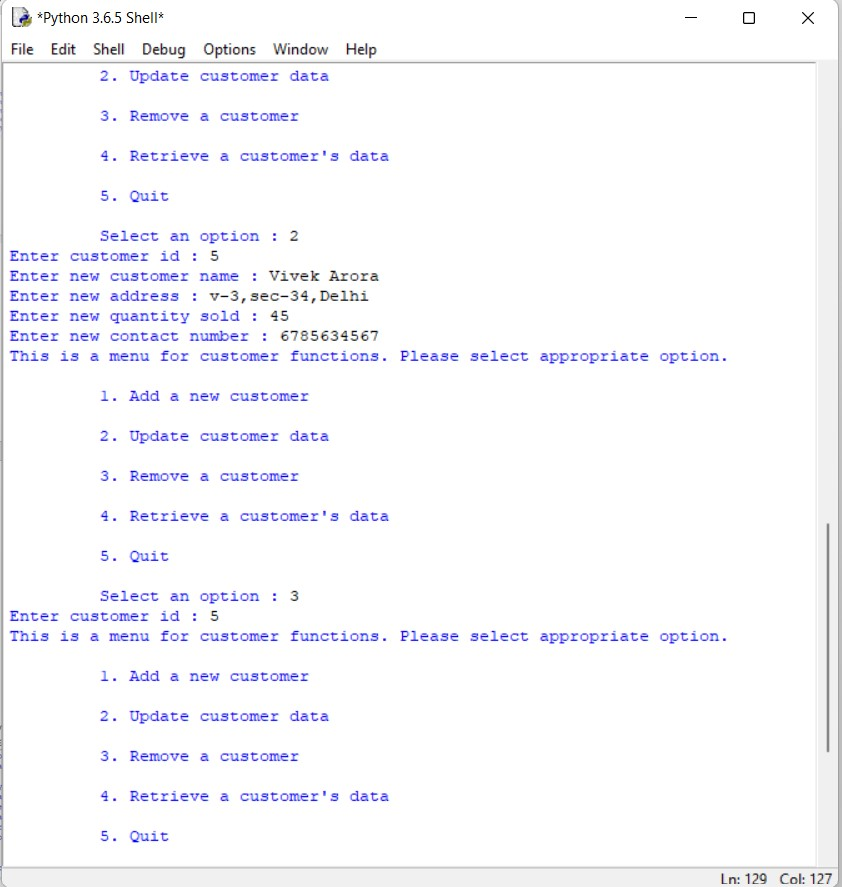 *Python 3.6.5 Shell*
File Edit Shell Debug Options Window Help
2. Update customer data
3. Remove a customer
4. Retrieve a customer's data
5. Quit
Select an option : 2
Enter customer id : 5
Enter new customer name : Vivek Arora
Enter new address : v-3,sec-34,Delhi
Enter new quantity sold : 45
Enter new contact number : 6785634567
This is a menu for customer functions. Please select appropriate option.
1. Add a new customer
2. Update customer data
3. Remove a customer
4. Retrieve a customer's data
5. Quit
Select an option : 3
Enter customer id : 5
This is a menu for customer functions. Please select appropriate option.
1. Add a new customer
2. Update customer data
3. Remove a customer
4. Retrieve a customer's data
5. Quit
Ln: 129 Col: 127